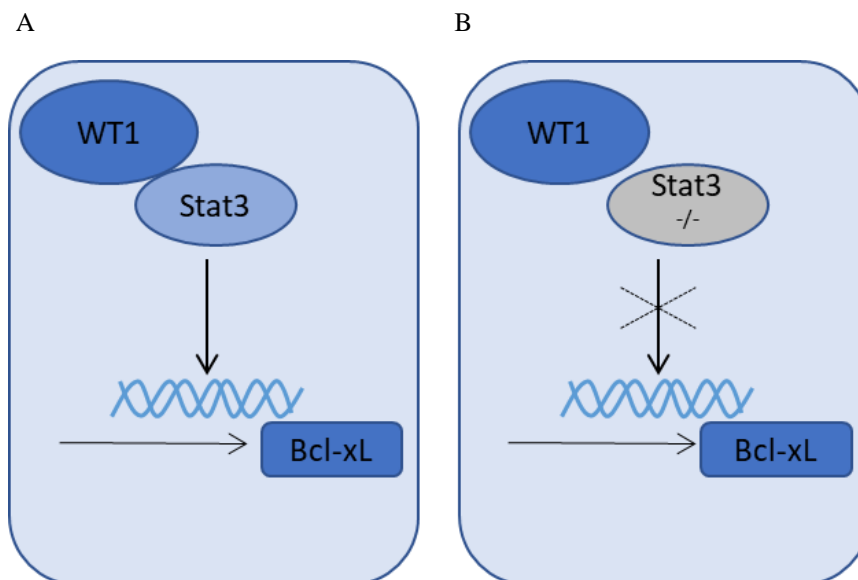 A
B
WT1
Stat3
Bcl-xL
WT1
Stat3
-/-
Bcl-xL